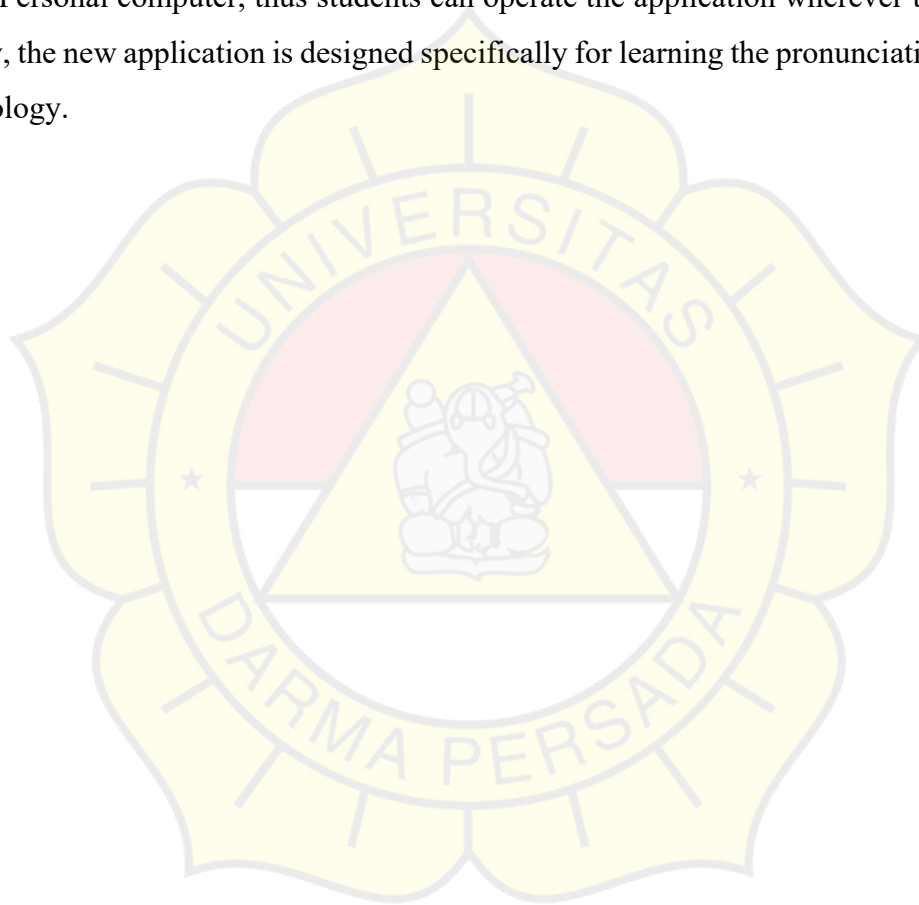 Personal computer, thus students can operate the application wherever
, the new application is designed specifically for learning the
ology.
UNIVERSITAS
DARMA PERSADA